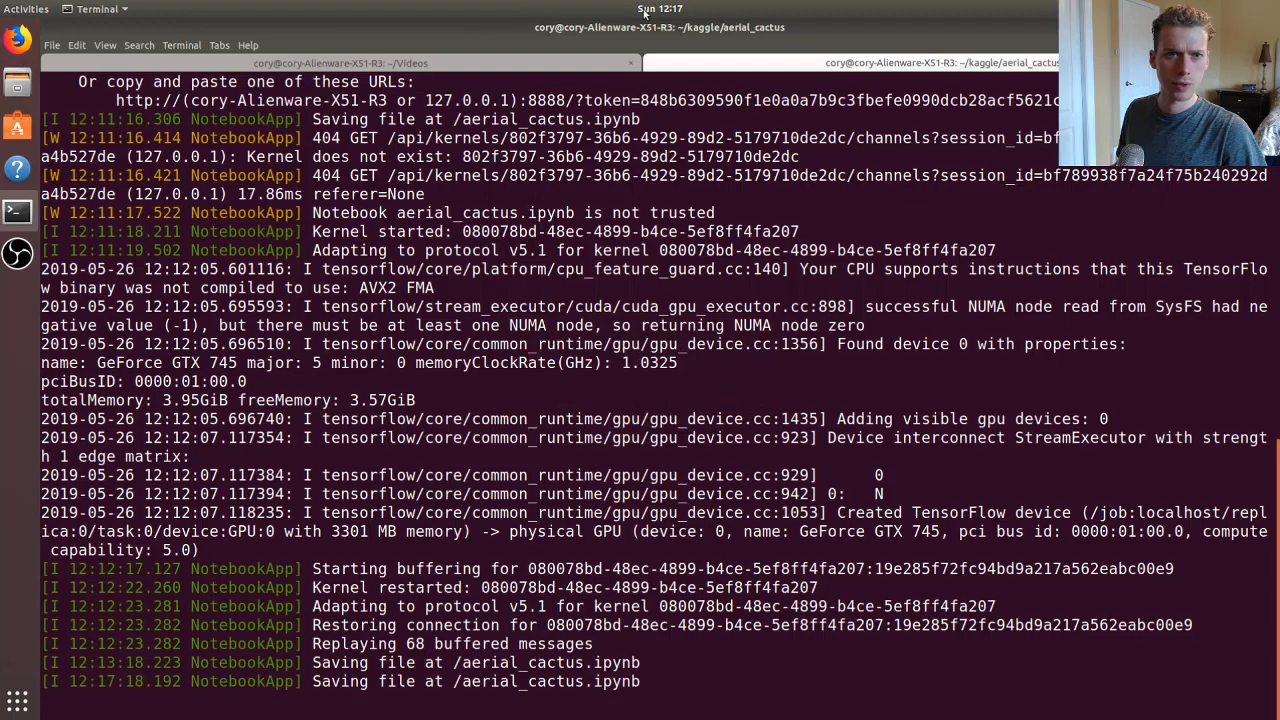 Activities
Terminal
Sun 12:17
cory@cory-Alienware-X51-R3: ~/kaggle/aerial_cactus
File Edit View Search Terminal Tabs Help
cory@cory-Alienware-X51-R3: ~/Videos ×
cory@cory-Alienware-X51-R3: ~/kaggle/aerial_cactus
Or copy and paste one of these URLs:
http://(cory-Alienware-X51-R3 or 127.0.0.1):8888/?token=848b6309590f1e0a0a7b9c3fbefe0990dcb28acf5621c
[I 12:11:16.306 NotebookApp] Saving file at /aerial_cactus.ipynb
[W 12:11:16.414 NotebookApp] 404 GET /api/kernels/802f3797-36b6-4929-89d2-5179710de2dc/channels?session_id=bf
a4b527de (127.0.0.1): Kernel does not exist: 802f3797-36b6-4929-89d2-5179710de2dc
[W 12:11:16.421 NotebookApp] 404 GET /api/kernels/802f3797-36b6-4929-89d2-5179710de2dc/channels?session_id=bf789938f7a24f75b240292d
a4b527de (127.0.0.1) 17.86ms referer=None
[W 12:11:17.522 NotebookApp] Notebook aerial_cactus.ipynb is not trusted
[I 12:11:18.211 NotebookApp] Kernel started: 080078bd-48ec-4899-b4ce-5ef8ff4fa207
[I 12:11:19.502 NotebookApp] Adapting to protocol v5.1 for kernel 080078bd-48ec-4899-b4ce-5ef8ff4fa207
2019-05-26 12:12:05.601116: I tensorflow/core/platform/cpu_feature_guard.cc:140] Your CPU supports instructions that this TensorFlo
w binary was not compiled to use: AVX2 FMA
2019-05-26 12:12:05.695593: I tensorflow/stream_executor/cuda/cuda_gpu_executor.cc:898] successful NUMA node read from SysFS had ne
gative value (-1), but there must be at least one NUMA node, so returning NUMA node zero
2019-05-26 12:12:05.696510: I tensorflow/core/common_runtime/gpu/gpu_device.cc:1356] Found device 0 with properties:
name: GeForce GTX 745 major: 5 minor: 0 memoryClockRate(GHz): 1.0325
pciBusID: 0000:01:00.0
totalMemory: 3.95GiB freeMemory: 3.57GiB
2019-05-26 12:12:05.696740: I tensorflow/core/common_runtime/gpu/gpu_device.cc:1435] Adding visible gpu devices: 0
2019-05-26 12:12:07.117354: I tensorflow/core/common_runtime/gpu/gpu_device.cc:923] Device interconnect StreamExecutor with strengt
h 1 edge matrix:
2019-05-26 12:12:07.117384: I tensorflow/core/common_runtime/gpu/gpu_device.cc:929] 0
2019-05-26 12:12:07.117394: I tensorflow/core/common_runtime/gpu/gpu_device.cc:942] 0: N
2019-05-26 12:12:07.118235: I tensorflow/core/common_runtime/gpu/gpu_device.cc:1053] Created TensorFlow device (/job:localhost/repl
ica:0/task:0/device:GPU:0 with 3301 MB memory) -> physical GPU (device: 0, name: GeForce GTX 745, pci bus id: 0000:01:00.0, compute
capability: 5.0)
[I 12:12:17.127 NotebookApp] Starting buffering for 080078bd-48ec-4899-b4ce-5ef8ff4fa207:19e285f72fc94bd9a217a562eabc00e9
[I 12:12:22.260 NotebookApp] Kernel restarted: 080078bd-48ec-4899-b4ce-5ef8ff4fa207
[I 12:12:23.281 NotebookApp] Adapting to protocol v5.1 for kernel 080078bd-48ec-4899-b4ce-5ef8ff4fa207
[I 12:12:23.282 NotebookApp] Restoring connection for 080078bd-48ec-4899-b4ce-5ef8ff4fa207:19e285f72fc94bd9a217a562eabc00e9
[I 12:12:23.282 NotebookApp] Replaying 68 buffered messages
[I 12:13:18.223 NotebookApp] Saving file at /aerial_cactus.ipynb
[I 12:17:18.192 NotebookApp] Saving file at /aerial_cactus.ipynb